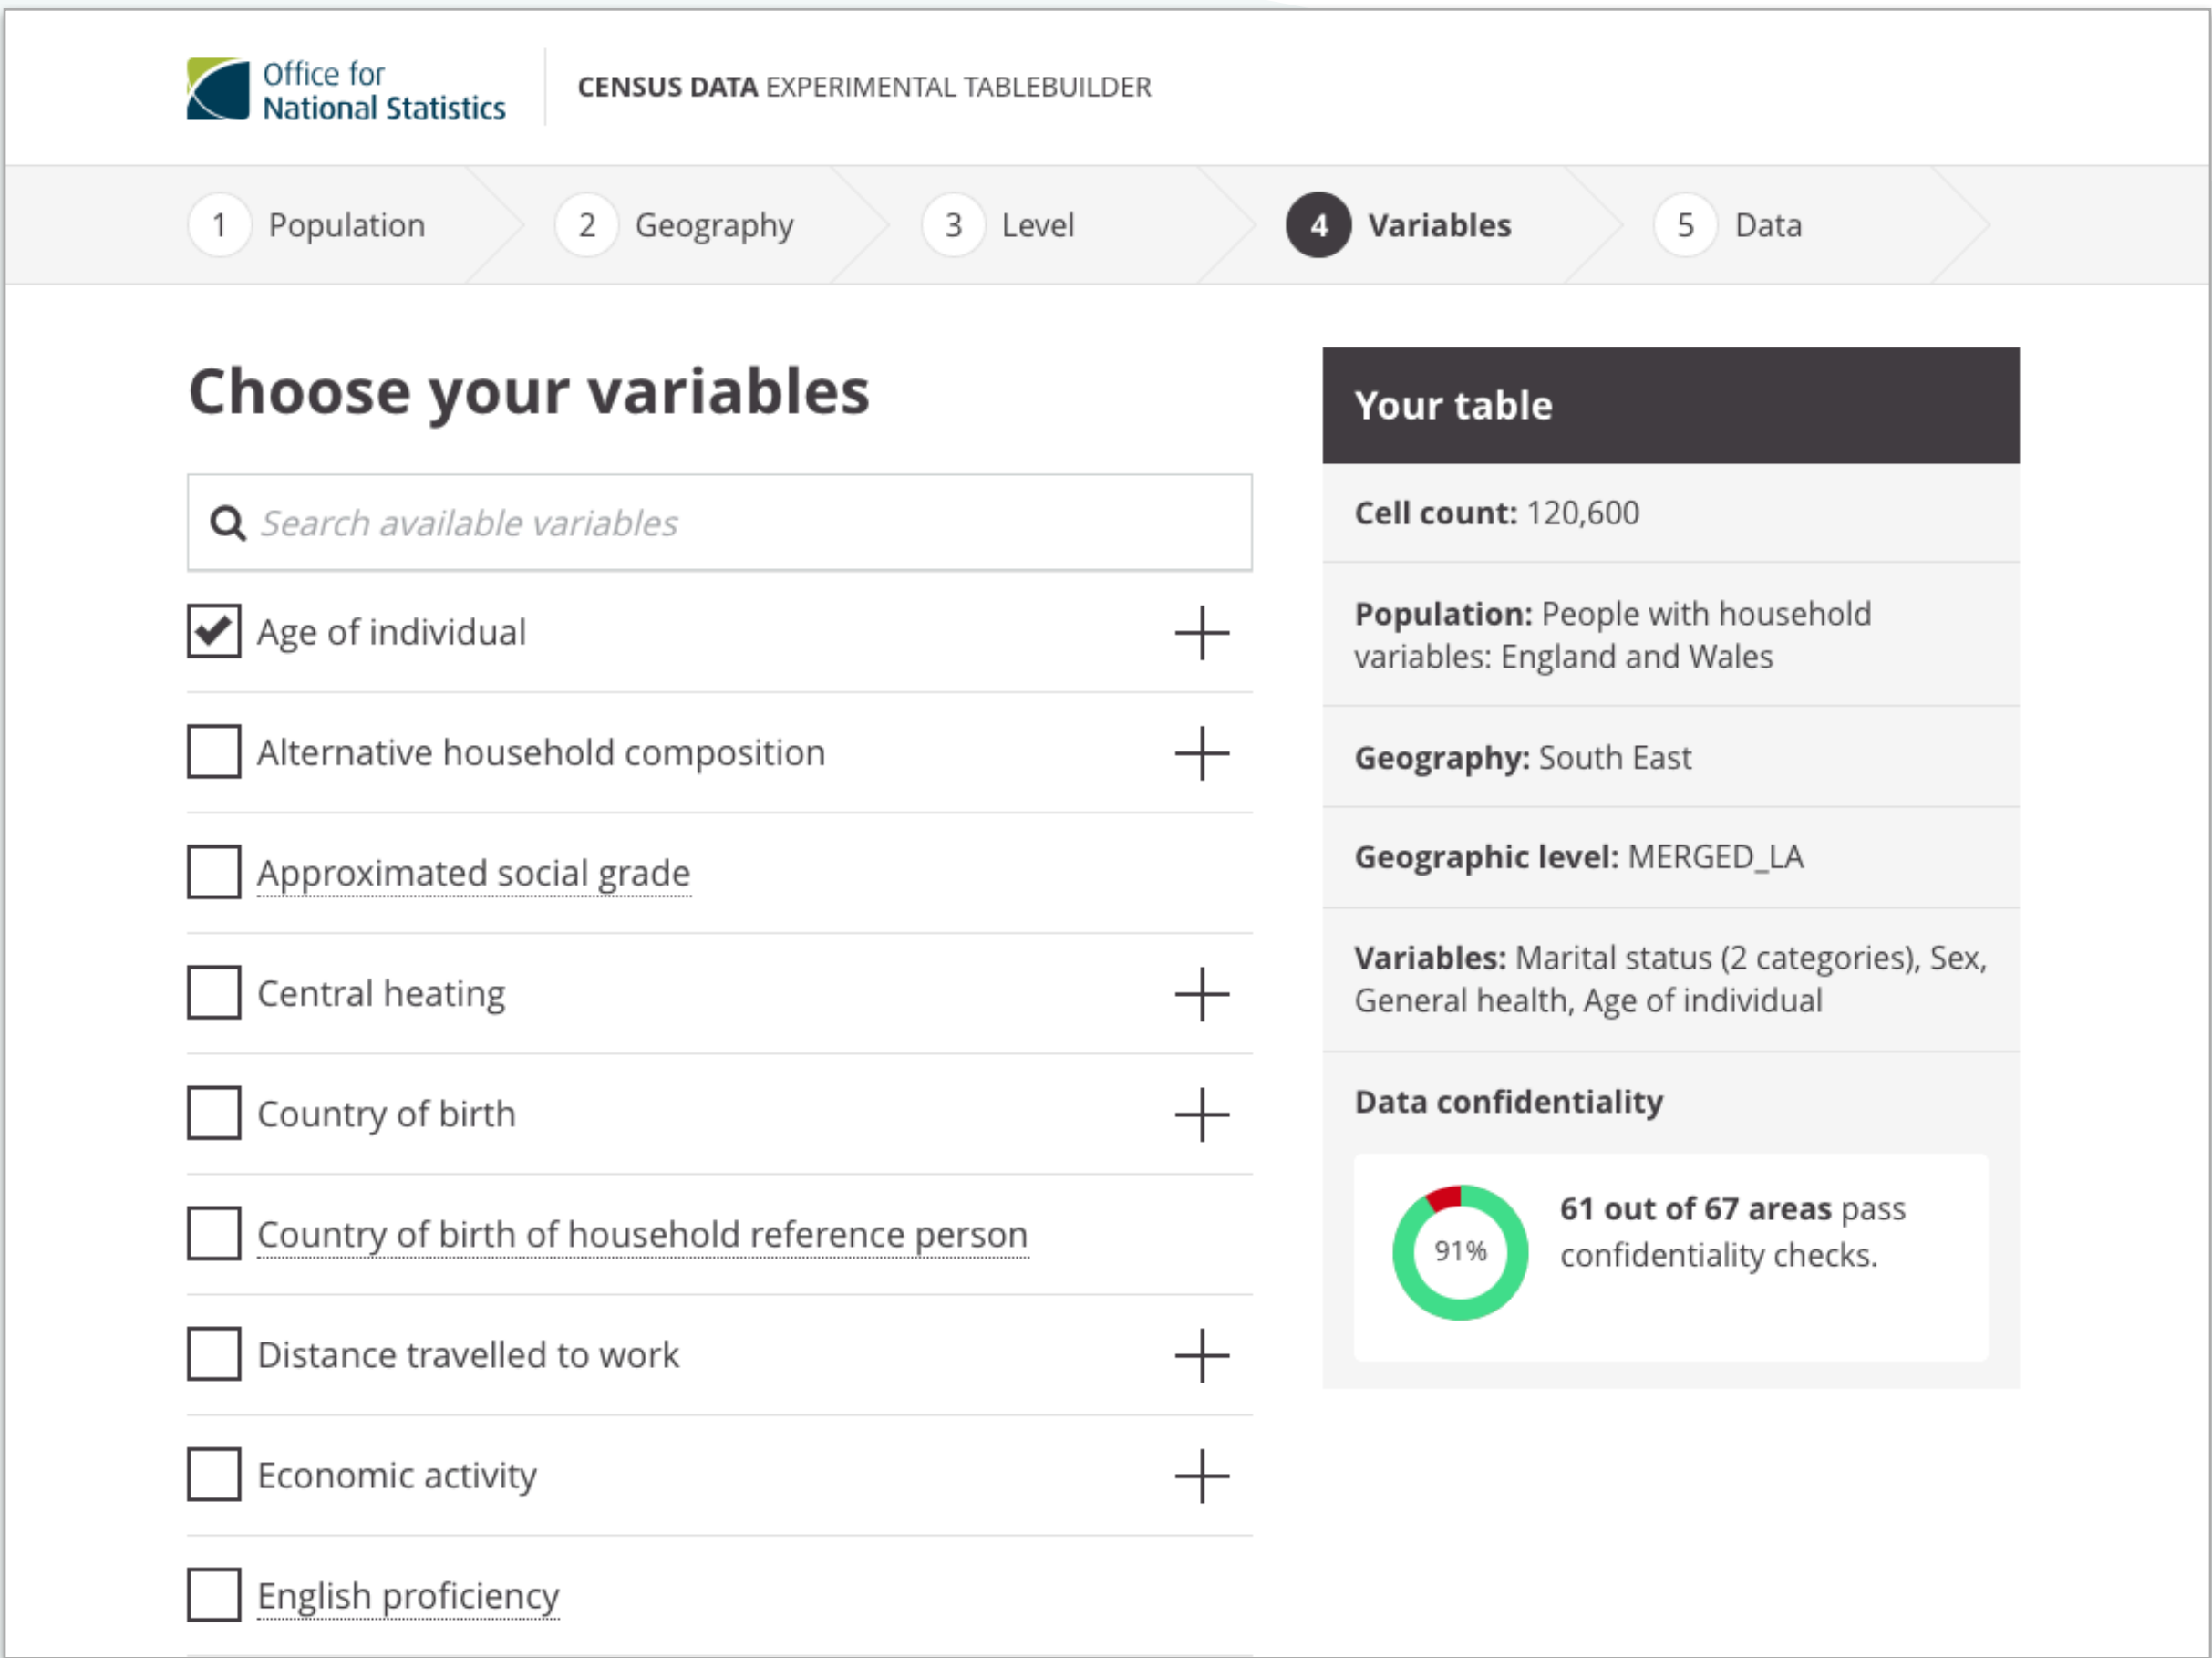 Office for
National Statistics
CENSUS DATA EXPERIMENTAL TABLEBUILDER
1 Population
2 Geography
3 Level
4 Variables
5 Data
Choose your variables
Search available variables
Age of individual
Alternative household composition
Approximated social grade
Central heating
Country of birth
Country of birth of household reference person
Distance travelled to work
Economic activity
English proficiency
Your table
Cell count: 120,600
Population: People with household
variables: England and Wales
Geography: South East
Geographic level: MERGED_LA
Variables: Marital status (2 categories), Sex,
General health, Age of individual
Data confidentiality
91%
61 out of 67 areas pass
confidentiality checks.